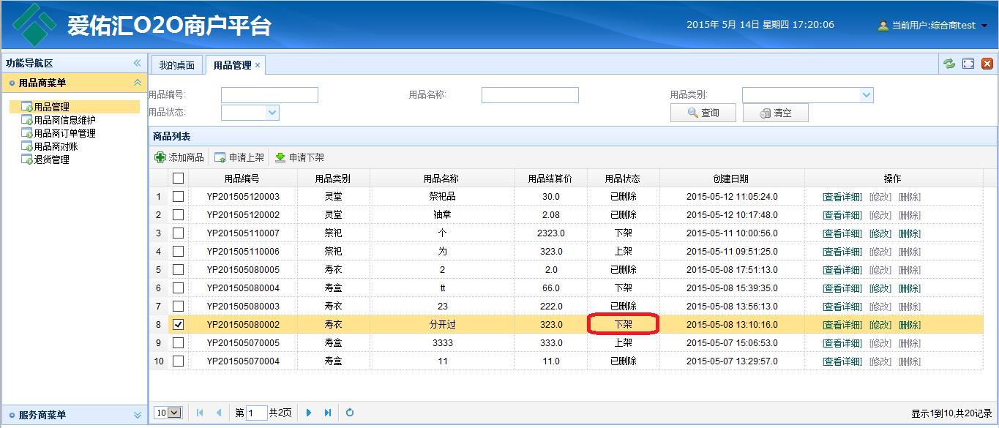 爱佑汇O2O商户平台
2015年 5月 14日 星期四 17:20:06
当前用户:综合商test
功能导航区
用品商菜单
用品管理
用品商信息维护
用品商订单管理
用品商对账
退货管理
服务商菜单
我的桌面 用品管理
用品编号: 用品名称: 用品类别:
用品状态: 查询 清空
商品列表
添加商品 申请上架 申请下架
用品编号 用品类别 用品名称 用品结算价 用品状态 创建日期 操作
1 YP201505120003 灵堂 祭祀品 30.0 已删除 2015-05-12 11:05:24.0 [查看详细] [修改] [删除]
2 YP201505120002 灵堂 袖章 2.08 已删除 2015-05-12 10:17:48.0 [查看详细] [修改] [删除]
3 YP201505110007 祭祀 个 2323.0 下架 2015-05-11 10:00:56.0 [查看详细] [修改] [删除]
4 YP201505110006 祭祀 为 323.0 上架 2015-05-11 09:51:25.0 [查看详细] [修改] [删除]
5 YP201505080005 寿衣 2 2.0 已删除 2015-05-08 17:51:13.0 [查看详细] [修改] [删除]
6 YP201505080004 寿盒 tt 66.0 下架 2015-05-08 15:39:35.0 [查看详细] [修改] [删除]
7 YP201505080003 寿衣 23 222.0 已删除 2015-05-08 13:56:13.0 [查看详细] [修改] [删除]
8 YP201505080002 寿衣 分开过 323.0 下架 2015-05-08 13:10:16.0 [查看详细] [修改] [删除]
9 YP201505070005 寿盒 3333 333.0 上架 2015-05-07 15:06:53.0 [查看详细] [修改] [删除]
10 YP201505070004 寿盒 11 11.0 已删除 2015-05-07 13:29:57.0 [查看详细] [修改] [删除]
10 第 1 共2页 显示1到10,共20记录